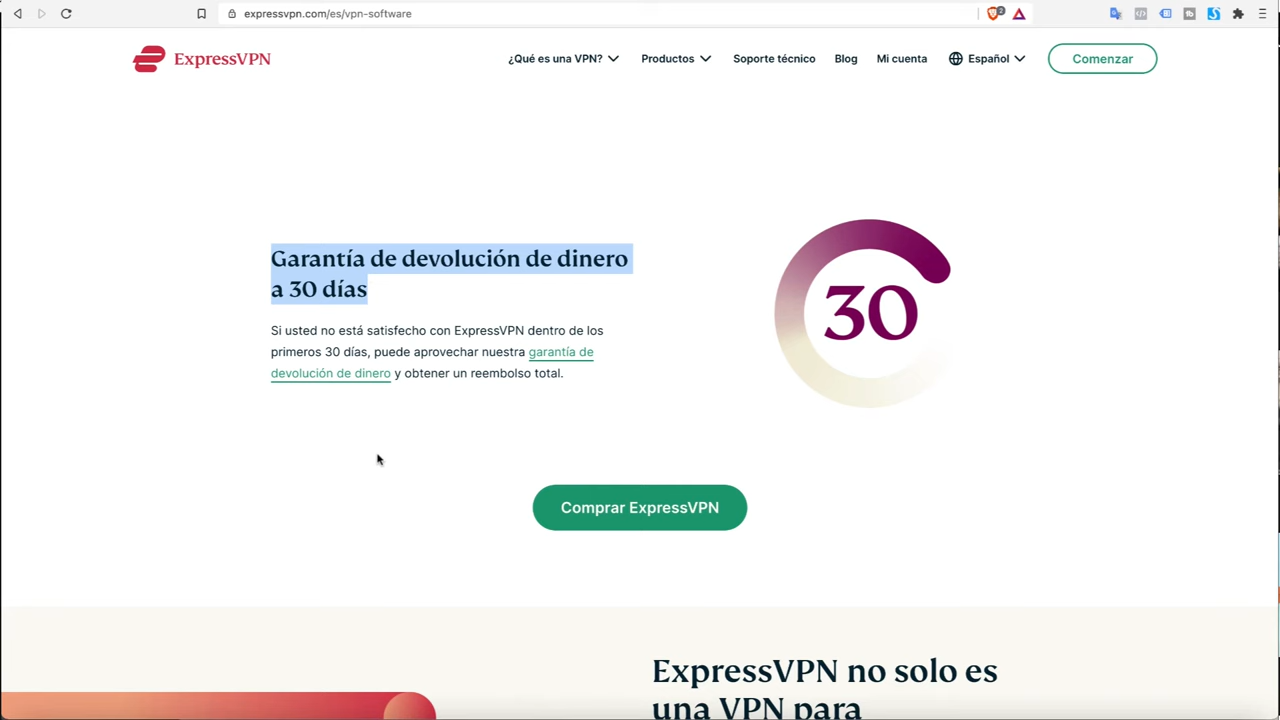 expressvpn.com/es/vpn-software
2
ExpressVPN
¿Qué es una VPN?
Productos
Soporte técnico
Blog
Mi cuenta
Español
Comenzar
Garantía de devolución de dinero
a 30 días
30
Si usted no está satisfecho con ExpressVPN dentro de los
primeros 30 días, puede aprovechar nuestra garantía de
devolución de dinero y obtener un reembolso total.
Comprar ExpressVPN
ExpressVPN no solo es
una VPN para